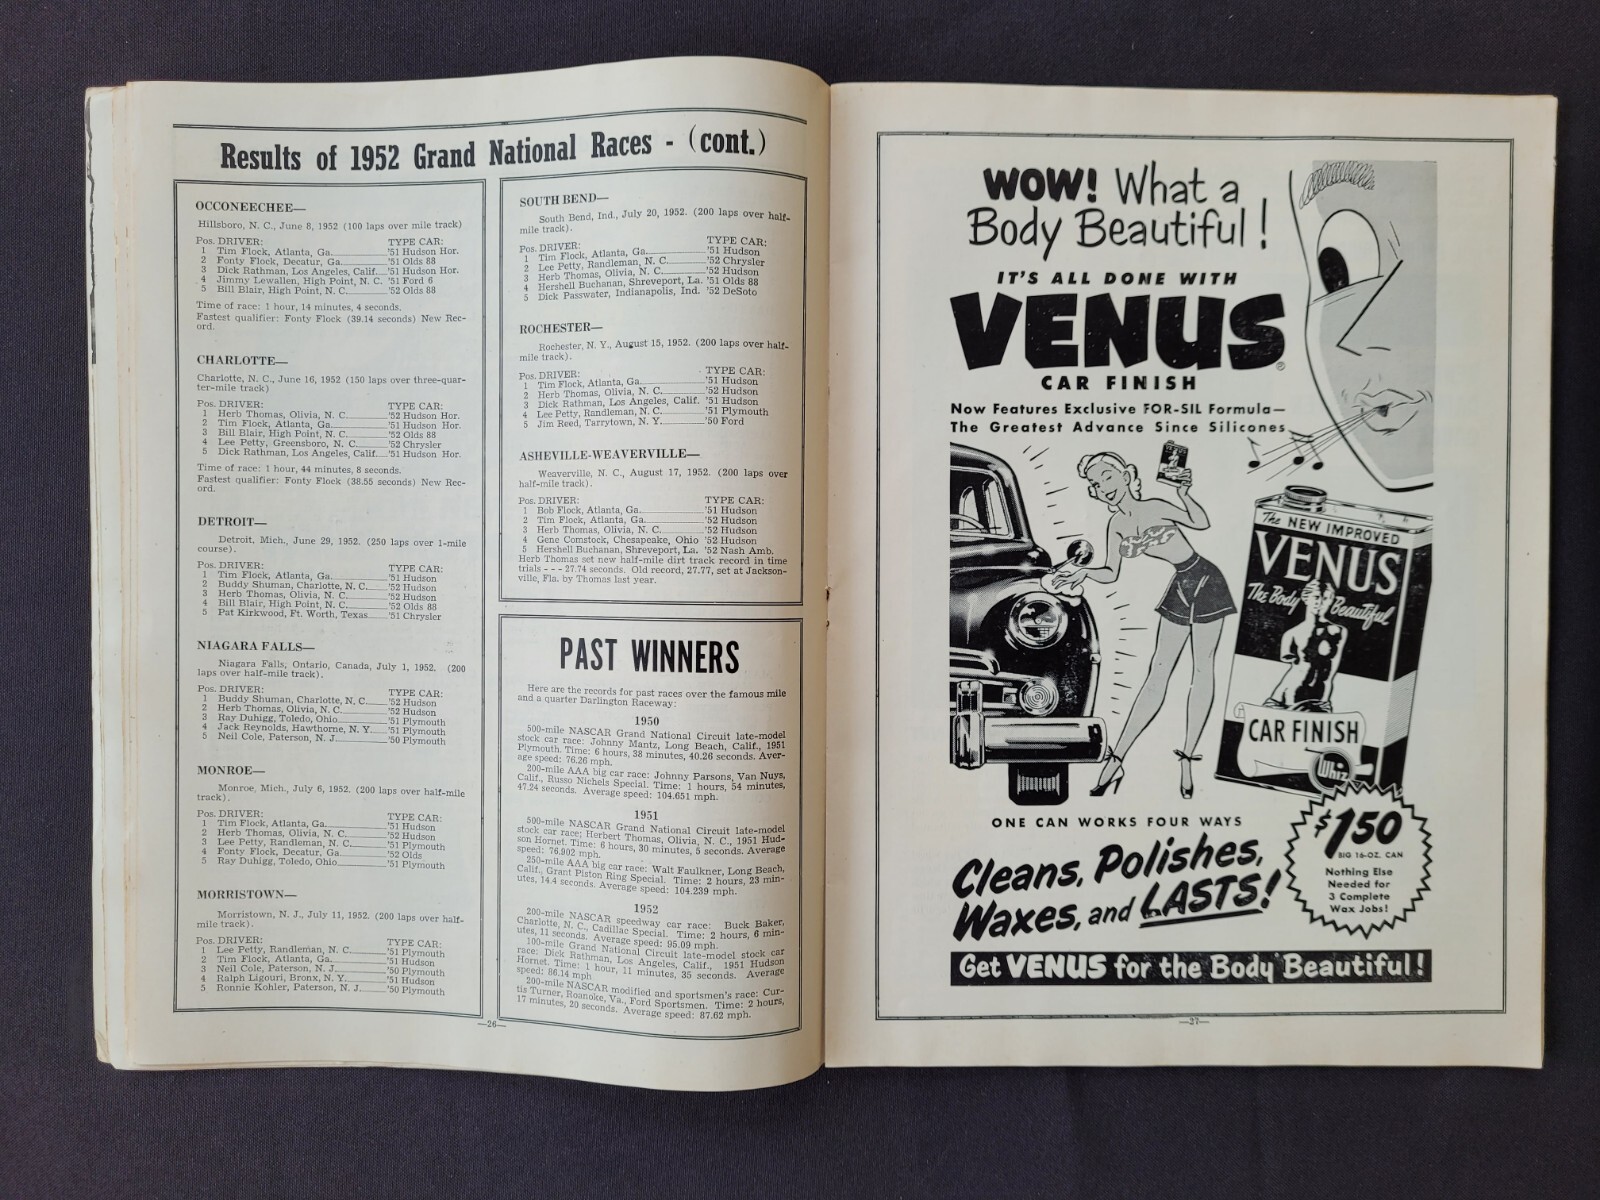 Results of 1952 Grand National Races - (cont.)
OCCONEECHEE—
Hillsboro, N. C., June 8, 1952 (100 laps over mile track)
Pos. DRIVER: TYPE CAR:
1 Tim Flock, Atlanta, Ga. '51 Hudson Hor.
2 Fonty Flock, Decatur, Ga. '51 Olds 88
3 Dick Rathman, Los Angeles, Calif. '51 Hudson Hor.
4 Jimmy Lewallen, High Point, N. C. '51 Ford 6
5 Bill Blair, High Point, N. C. '52 Olds 88
Time of race: 1 hour, 14 minutes, 4 seconds.
Fastest qualifier: Fonty Flock (39.14 seconds) New Rec-
ord.
CHARLOTTE—
Charlotte, N. C., June 16, 1952 (150 laps over three-quar-
ter-mile track)
Pos. DRIVER: TYPE CAR:
1 Herb Thomas, Olivia, N. C. '52 Hudson Hor.
2 Tim Flock, Atlanta, Ga. '51 Hudson Hor.
3 Bill Blair, High Point, N. C. '52 Olds 88
4 Lee Petty, Greensboro, N. C. '52 Chrysler
5 Dick Rathman, Los Angeles, Calif. '51 Hudson Hor.
Time of race: 1 hour, 44 minutes, 8 seconds.
Fastest qualifier: Fonty Flock (38.55 seconds) New Rec-
ord.
DETROIT—
Detroit, Mich., June 29, 1952. (250 laps over 1-mile
course).
Pos. DRIVER: TYPE CAR:
1 Tim Flock, Atlanta, Ga. '51 Hudson
2 Buddy Shuman, Charlotte, N. C. '52 Hudson
3 Herb Thomas, Olivia, N. C. '52 Hudson
4 Bill Blair, High Point, N. C. '52 Olds 88
5 Pat Kirkwood, Ft. Worth, Texas '51 Chrysler
NIAGARA FALLS—
Niagara Falls, Ontario, Canada, July 1, 1952. (200
laps over half-mile track).
Pos. DRIVER: TYPE CAR:
1 Buddy Shuman, Charlotte, N. C. '52 Hudson
2 Herb Thomas, Olivia, N. C. '52 Hudson
3 Ray Duhigg, Toledo, Ohio '51 Plymouth
4 Jack Reynolds, Hawthorne, N. Y. '51 Plymouth
5 Neil Cole, Paterson, N. J. '50 Plymouth
MONROE—
Monroe, Mich., July 6, 1952. (200 laps over half-mile
track).
Pos. DRIVER: TYPE CAR:
1 Tim Flock, Atlanta, Ga. '51 Hudson
2 Herb Thomas, Olivia, N. C. '52 Hudson
3 Lee Petty, Randleman, N. C. '51 Plymouth
4 Fonty Flock, Decatur, Ga. '52 Olds
5 Ray Duhigg, Toledo, Ohio '51 Plymouth
MORRISTOWN—
Morristown, N. J., July 11, 1952. (200 laps over half-
mile track).
Pos. DRIVER: TYPE CAR:
1 Lee Petty, Randleman, N. C. '51 Plymouth
2 Tim Flock, Atlanta, Ga. '51 Hudson
3 Neil Cole, Paterson, N. J. '50 Plymouth
4 Ralph Ligouri, Bronx, N. Y. '51 Hudson
5 Ronnie Kohler, Paterson, N. J. '50 Plymouth
SOUTH BEND—
South Bend, Ind., July 20, 1952. (200 laps over half-
mile track).
Pos. DRIVER: TYPE CAR:
1 Tim Flock, Atlanta, Ga. '51 Hudson
2 Lee Petty, Randleman, N. C. '52 Chrysler
3 Herb Thomas, Olivia, N. C. '52 Hudson
4 Hershell Buchanan, Shreveport, La. '51 Olds 88
5 Dick Passwater, Indianapolis, Ind. '52 DeSoto
ROCHESTER—
Rochester, N. Y., August 15, 1952. (200 laps over half-
mile track).
Pos. DRIVER: TYPE CAR:
1 Tim Flock, Atlanta, Ga. '51 Hudson
2 Herb Thomas, Olivia, N. C. '52 Hudson
3 Dick Rathman, Los Angeles, Calif. '51 Hudson
4 Lee Petty, Randleman, N. C. '51 Plymouth
5 Jim Reed, Tarrytown, N. Y. '50 Ford
ASHEVILLE-WEAVERVILLE—
Weaverville, N. C., August 17, 1952. (200 laps over
half-mile track).
Pos. DRIVER: TYPE CAR:
1 Bob Flock, Atlanta, Ga. '51 Hudson
2 Tim Flock, Atlanta, Ga. '52 Hudson
3 Herb Thomas, Olivia, N. C. '52 Hudson
4 Gene Comstock, Chesapeake, Ohio '52 Hudson
5 Hershell Buchanan, Shreveport, La. '52 Nash Amb.
Herb Thomas set new half-mile dirt track record in time
trials - - - 27.74 seconds. Old record, 27.77, set at Jackson-
ville, Fla. by Thomas last year.
PAST WINNERS
Here are the records for past races over the famous mile
and a quarter Darlington Raceway:
1950
500-mile NASCAR Grand National Circuit late-model
stock car race: Johnny Mantz, Long Beach, Calif., 1951
Plymouth. Time: 6 hours, 38 minutes, 40.26 seconds. Aver-
age speed: 76.26 mph.
200-mile AAA big car race: Johnny Parsons, Van Nuys,
Calif., Russo Nichels Special. Time: 1 hours, 54 minutes,
47.24 seconds. Average speed: 104.651 mph.
1951
500-mile NASCAR Grand National Circuit late-model
stock car race; Herbert Thomas, Olivia, N. C., 1951 Hud-
son Hornet. Time: 6 hours, 30 minutes, 5 seconds. Average
speed: 76.902 mph.
250-mile AAA big car race: Walt Faulkner, Long Beach,
Calif., Grant Piston Ring Special. Time: 2 hours, 23 min-
utes, 14.4 seconds. Average speed: 104.239 mph.
1952
200-mile NASCAR speedway car race: Buck Baker,
Charlotte, N. C., Cadillac Special. Time: 2 hours, 6 min-
utes, 11 seconds. Average speed: 95.09 mph.
100-mile Grand National Circuit late-model stock car
race: Dick Rathman, Los Angeles, Calif., 1951 Hudson
Hornet. Time: 1 hour, 11 minutes, 35 seconds. Average
speed: 86.14 mph.
200-mile NASCAR modified and sportsmen's race: Cur-
tis Turner, Roanoke, Va., Ford Sportsmen. Time: 2 hours,
17 minutes, 20 seconds. Average speed: 87.62 mph.
—26—
WOW! What a
Body Beautiful!
IT'S ALL DONE WITH
VENUS®
CAR FINISH
Now Features Exclusive FOR-SIL Formula—
The Greatest Advance Since Silicones
VENUS
The NEW IMPROVED
VENUS
The Body Beautiful
CAR FINISH
Whiz
ONE CAN WORKS FOUR WAYS
Cleans, Polishes,
Waxes, and LASTS!
$1.50
BIG 16-OZ. CAN
Nothing Else
Needed for
3 Complete
Wax Jobs!
Get VENUS for the Body Beautiful!
—27—